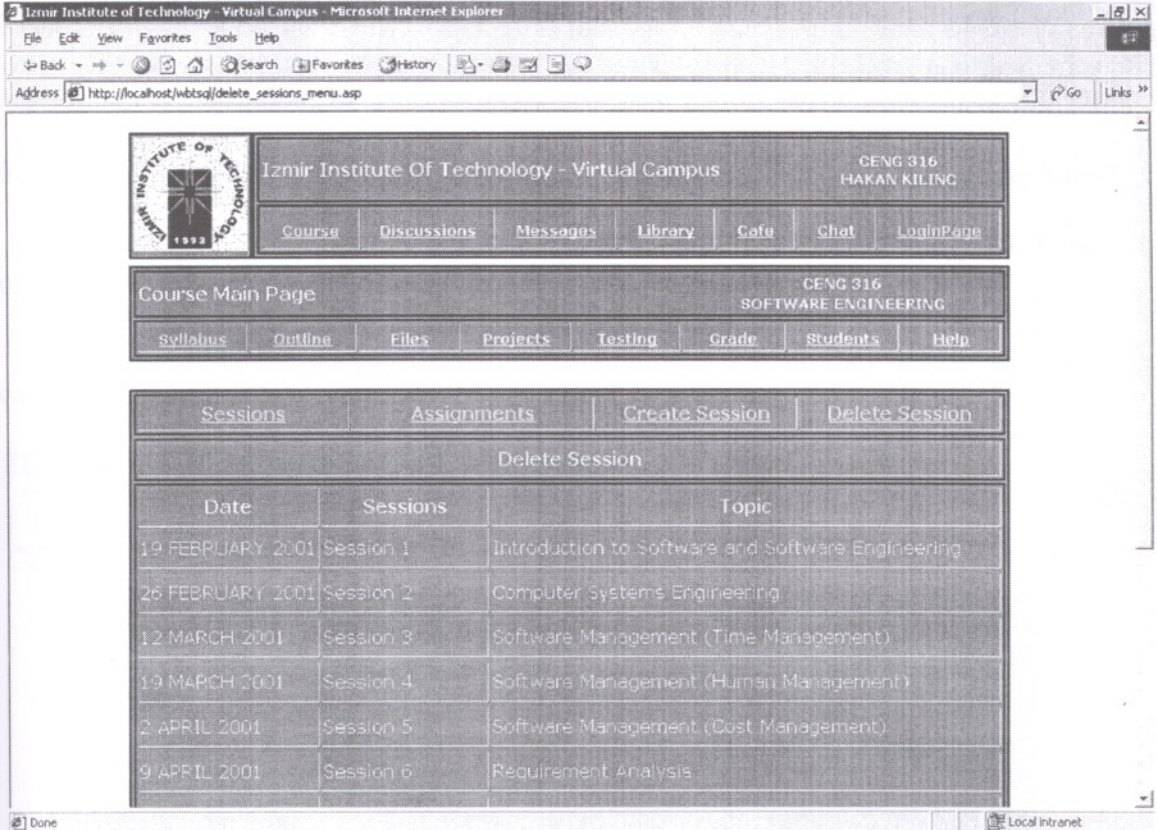 Izmir Institute of Technology - Virtual Campus - Microsoft Internet Explorer
File Edit View Favorites Tools Help
Back Search Favorites History
Address http://localhost/wbtsql/delete_sessions_menu.asp Go Links »
IZMIR INSTITUTE OF TECHNOLOGY
1992
Izmir Institute Of Technology - Virtual Campus
CENG 316
HAKAN KILINC
Course Discussions Messages Library Cafe Chat LoginPage
Course Main Page
CENG 316
SOFTWARE ENGINEERING
Syllabus Outline Files Projects Testing Grade Students Help
Sessions Assignments Create Session Delete Session
Delete Session
Date Sessions Topic
19 FEBRUARY 2001 Session 1 Introduction to Software and Software Engineering
26 FEBRUARY 2001 Session 2 Computer Systems Engineering
12 MARCH 2001 Session 3 Software Management (Time Management)
19 MARCH 2001 Session 4 Software Management (Human Management)
2 APRIL 2001 Session 5 Software Management (Cost Management)
9 APRIL 2001 Session 6 Requirement Analysis
Done Local intranet